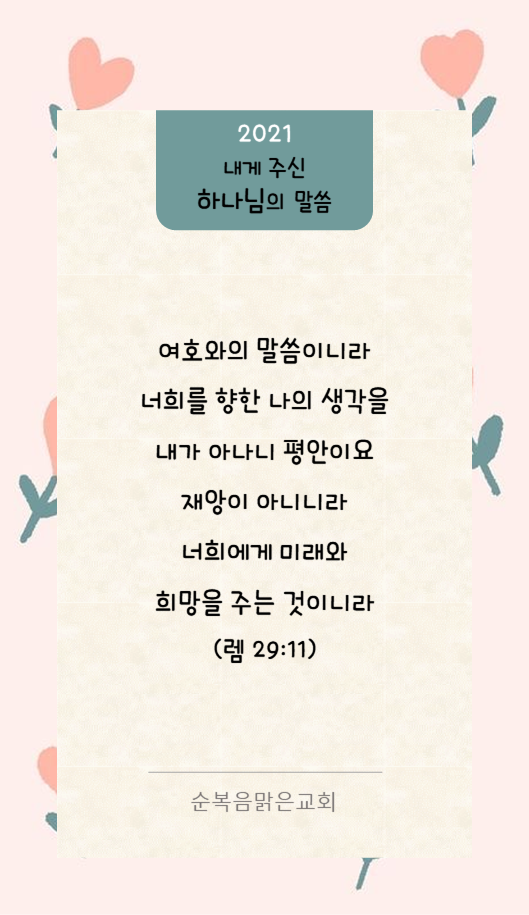 2021
내게 주신
하나님의 말씀
여호와의 말씀이니라
너희를 향한 나의 생각을
내가 아나니 평안이요
재앙이 아니니라
너희에게 미래와
희망을 주는 것이니라
(렘 29:11)
순복음맑은교회